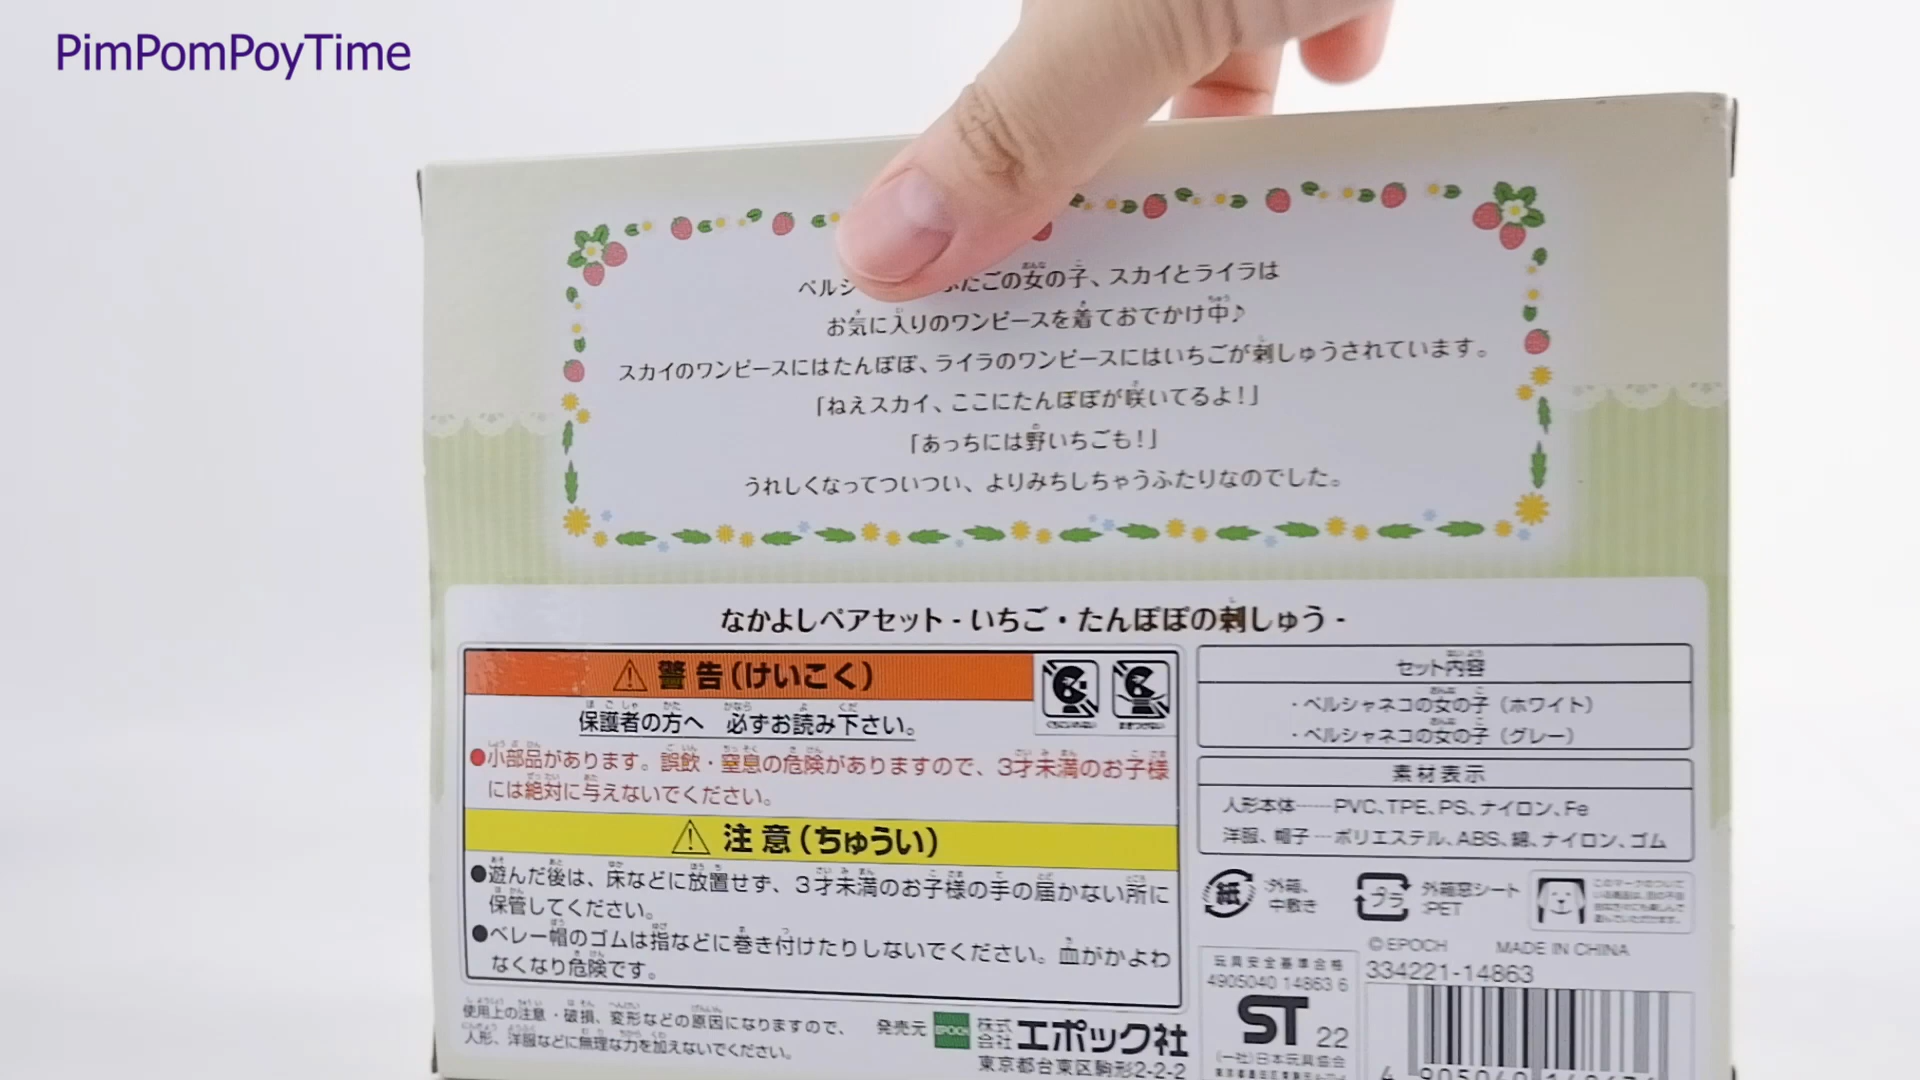 PimPomPoyTime
ペルシ たごの女の子、スカイとライラは
お気に入りのワンピースを着ておでかけ中♪
スカイのワンピースにはたんぽぽ、ライラのワンピースにはいちごが刺しゅうされています。
「ねえスカイ、ここにたんぽぽが咲いてるよ！」
「あっちには野いちごも！」
うれしくなってついつい、よりみちしちゃうふたりなのでした。
なかよしペアセット - いちご・たんぽぽの刺しゅう -
警告（けいこく）
保護者の方へ 必ずお読み下さい。
●小部品があります。誤飲・窒息の危険がありますので、3才未満のお子様
には絶対に与えないでください。
注意（ちゅうい）
●遊んだ後は、床などに放置せず、3才未満のお子様の手の届かない所に
保管してください。
●ベレー帽のゴムは指などに巻き付けたりしないでください。血がかよわ
なくなり危険です。
使用上の注意・破損、変形などの原因になりますので、
人形、洋服などに無理な力を加えないでください。
発売元 EPOCH 株式会社 エポック社
東京都台東区駒形2-2-2
セット内容
・ペルシャネコの女の子（ホワイト）
・ペルシャネコの女の子（グレー）
素材表示
人形本体……PVC、TPE、PS、ナイロン、Fe
洋服、帽子…ポリエステル、ABS、綿、ナイロン、ゴム
紙 :外箱、
中敷き
プラ 外箱窓シート
:PET
©EPOCH MADE IN CHINA
334221-14863
玩具安全基準合格
4905040 14863 6
ST 22
(一社)日本玩具協会